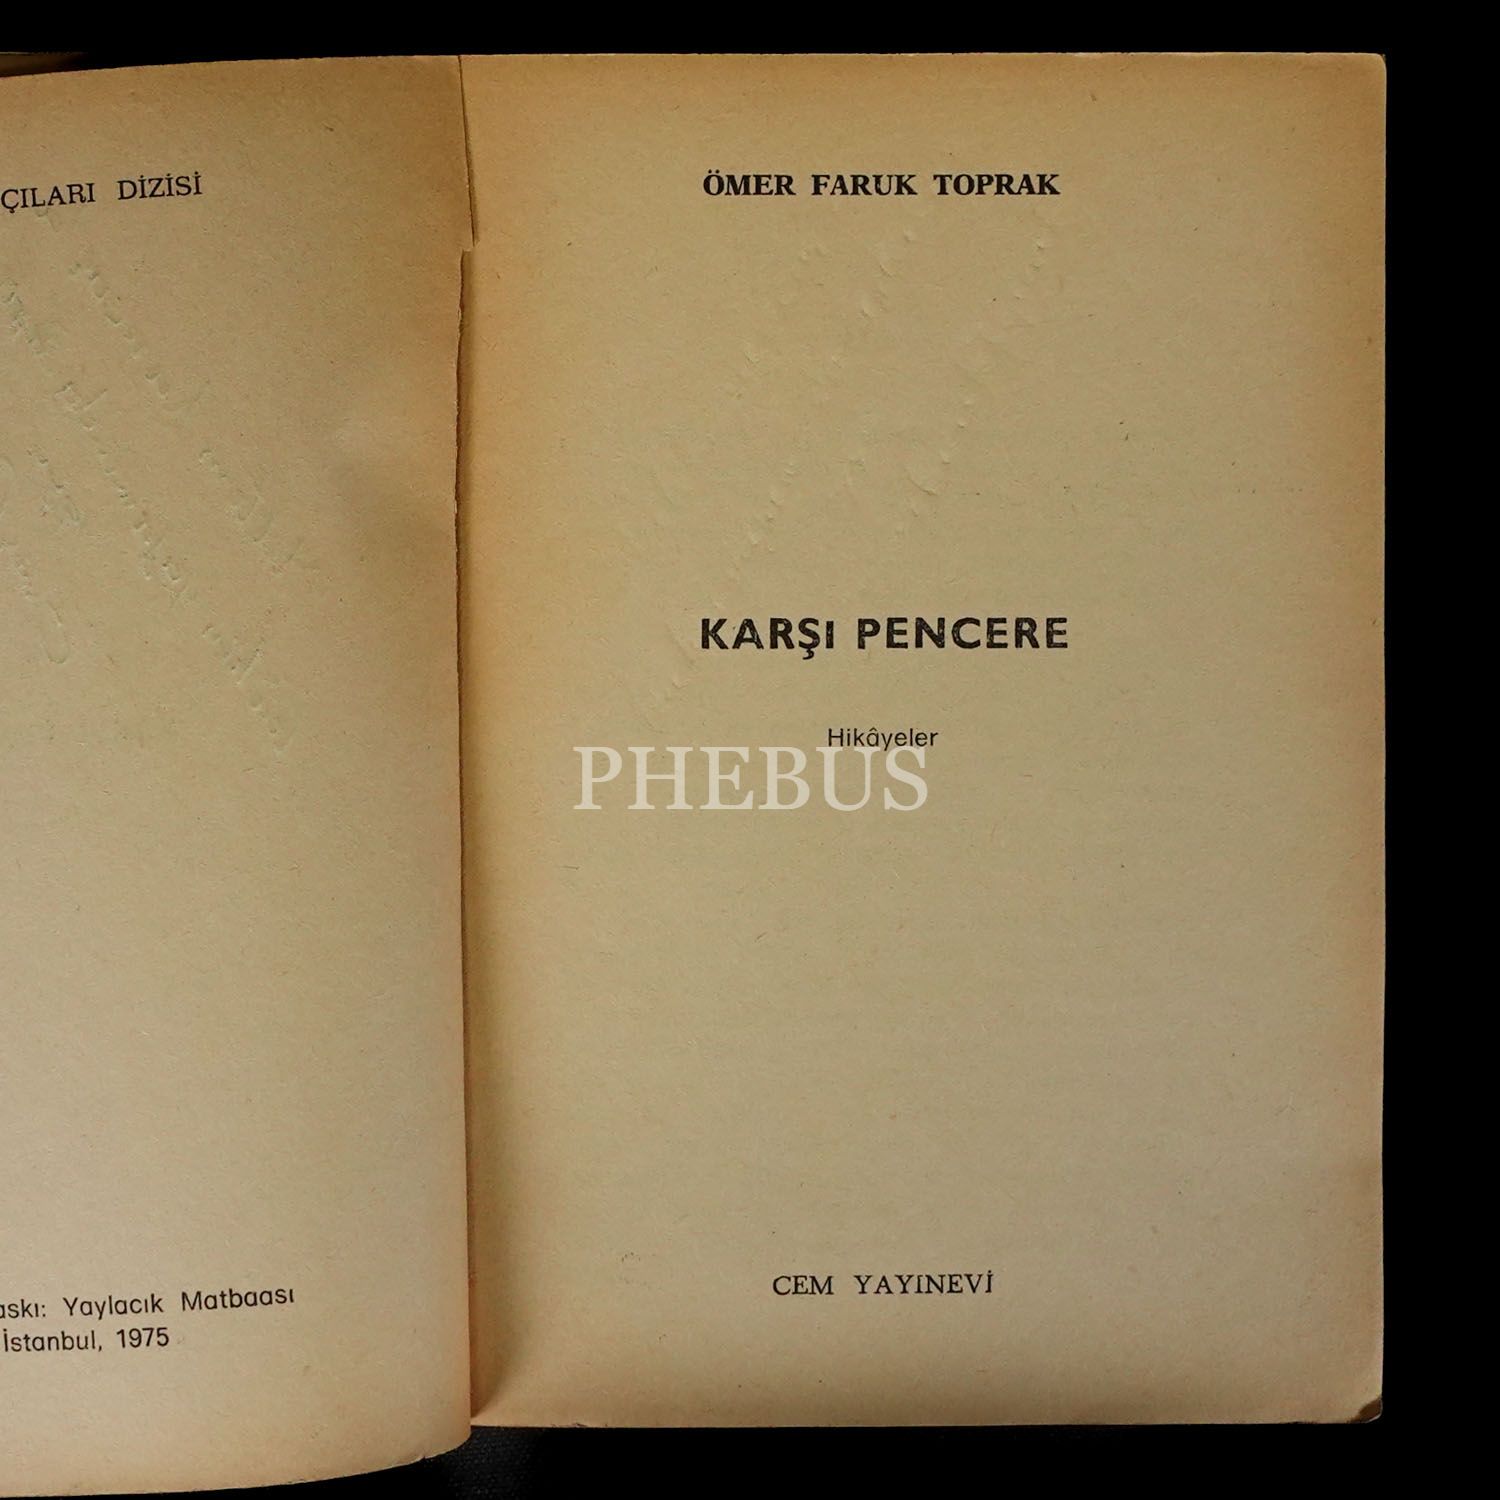 ÇILARI DİZİSİ
askı: Yaylacık Matbaası
İstanbul, 1975
ÖMER FARUK TOPRAK
KARŞI PENCERE
Hikâyeler
PHEBUS
CEM YAYINEVİ